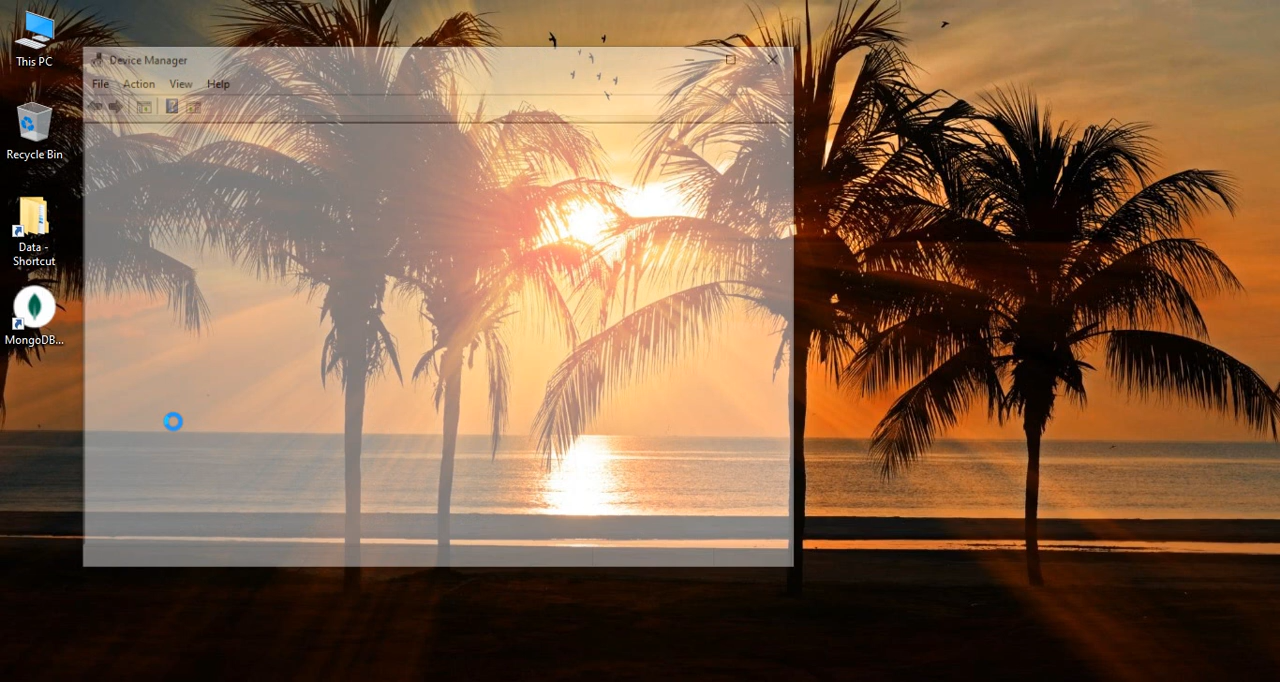 This PC
Recycle Bin
Data -
Shortcut
MongoDB...
Device Manager
File Action View Help